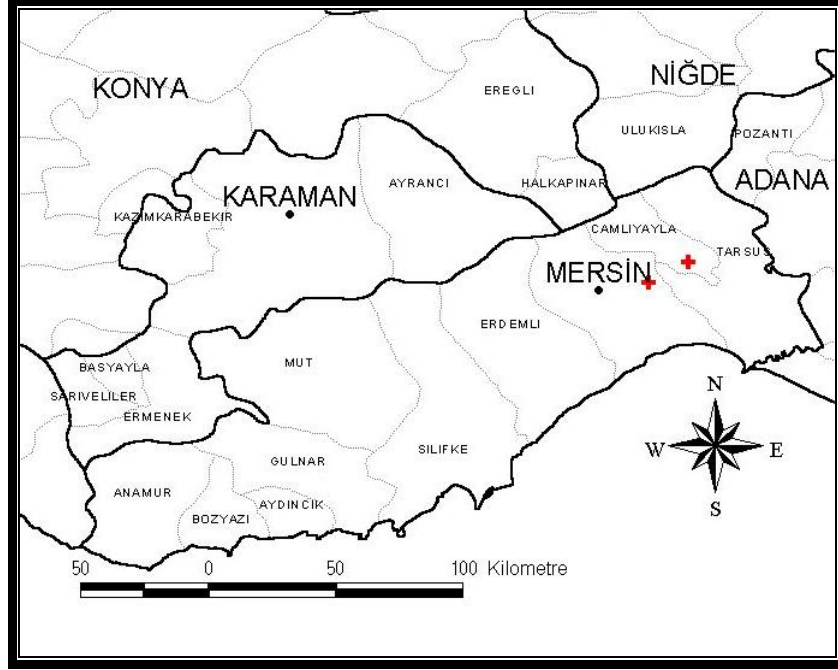 NİĞDE
KONYA
EREGLI
ULUKISLA
POZANTI
ADANA
AYRANCI
HALKAPINAR
KARAMAN
KAZIMKARABEKIR
CAMLIYAYLA
TARSUS
MERSİN
ERDEMLI
MUT
BASYAYLA
SARIVELILER
ERMENEK
N
W
E
S
SILIFKE
GULNAR
ANAMUR
AYDINCIK
BOZYAZI
50 0 50 100 Kilometre